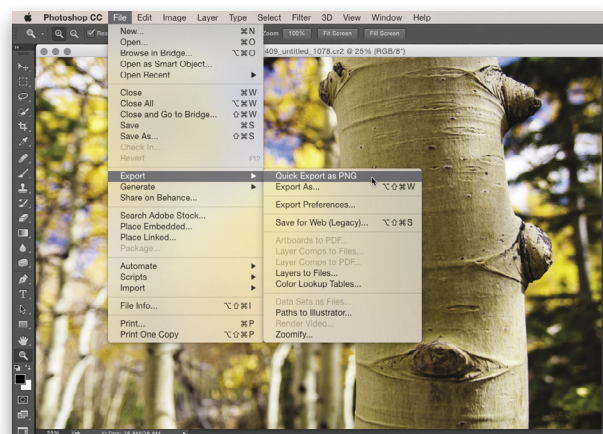 Photoshop CC File Edit Image Layer Type Select Filter 3D View Window Help
Zoom 100% Fit Screen Fill Screen
409_untitled_1078.cr2 @ 25% (RGB/8*)
New... ⌘N
Open... ⌘O
Browse in Bridge... ⌥⌘O
Open as Smart Object...
Open Recent
Close ⌘W
Close All ⌥⌘W
Close and Go to Bridge... ⇧⌘W
Save ⌘S
Save As... ⇧⌘S
Check In...
Revert F12
Export
Generate
Share on Behance...
Search Adobe Stock...
Place Embedded...
Place Linked...
Package...
Automate
Scripts
Import
File Info... ⌥⇧⌘I
Print... ⌘P
Print One Copy ⌥⇧⌘P
Quick Export as PNG
Export As... ⌥⇧⌘W
Export Preferences...
Save for Web (Legacy)... ⌥⇧⌘S
Artboards to PDF...
Layer Comps to Files...
Layer Comps to PDF...
Layers to Files...
Color Lookup Tables...
Data Sets as Files...
Paths to Illustrator...
Render Video...
Zoomify...
25%